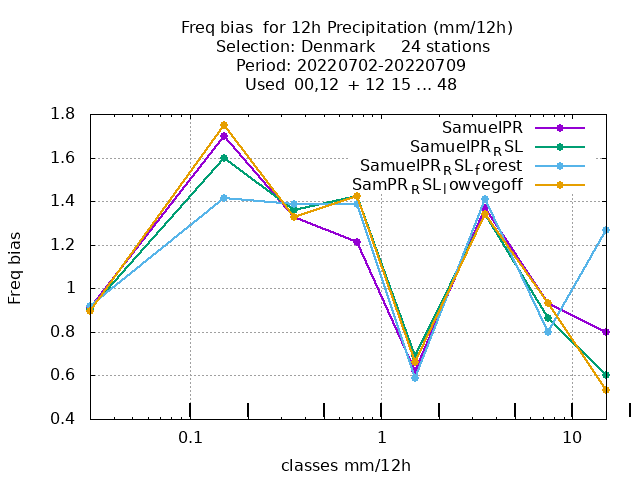 Freq bias  for 12h Precipitation (mm/12h)
Selection: Denmark     24 stations
Period: 20220702-20220709
Used  00,12  + 12 15 ... 48
SamuelPR
SamuelPR_RSL
SamuelPR_RSL_forest
SamPR_RSL_lowvegoff
1.8
1.6
1.4
1.2
1
0.8
0.6
0.4
Freq bias
0.1 1 10
classes mm/12h